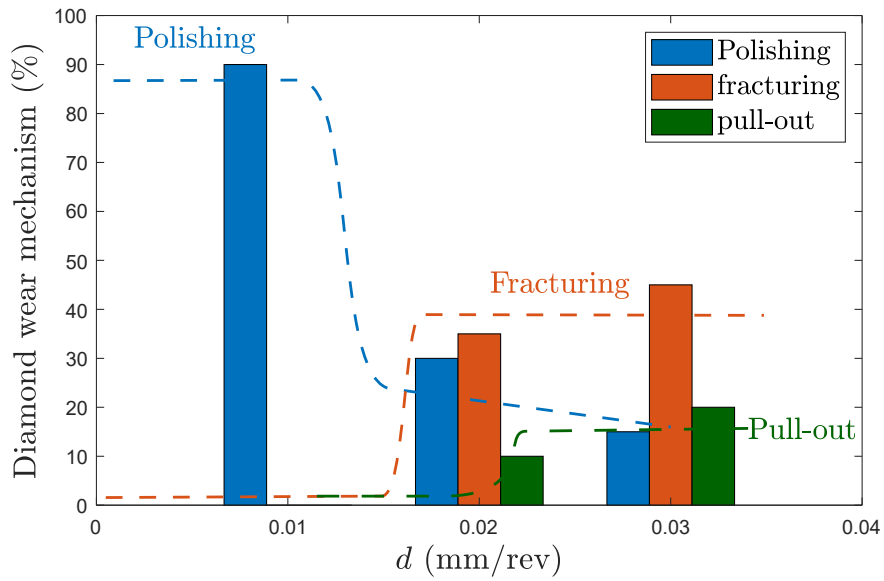 100
90
80
70
60
50
40
30
20
10
0
Diamond wear mechanism (%)
Polishing
Fracturing
Pull-out
Polishing
fracturing
pull-out
0
0.01
0.02
0.03
0.04
d (mm/rev)